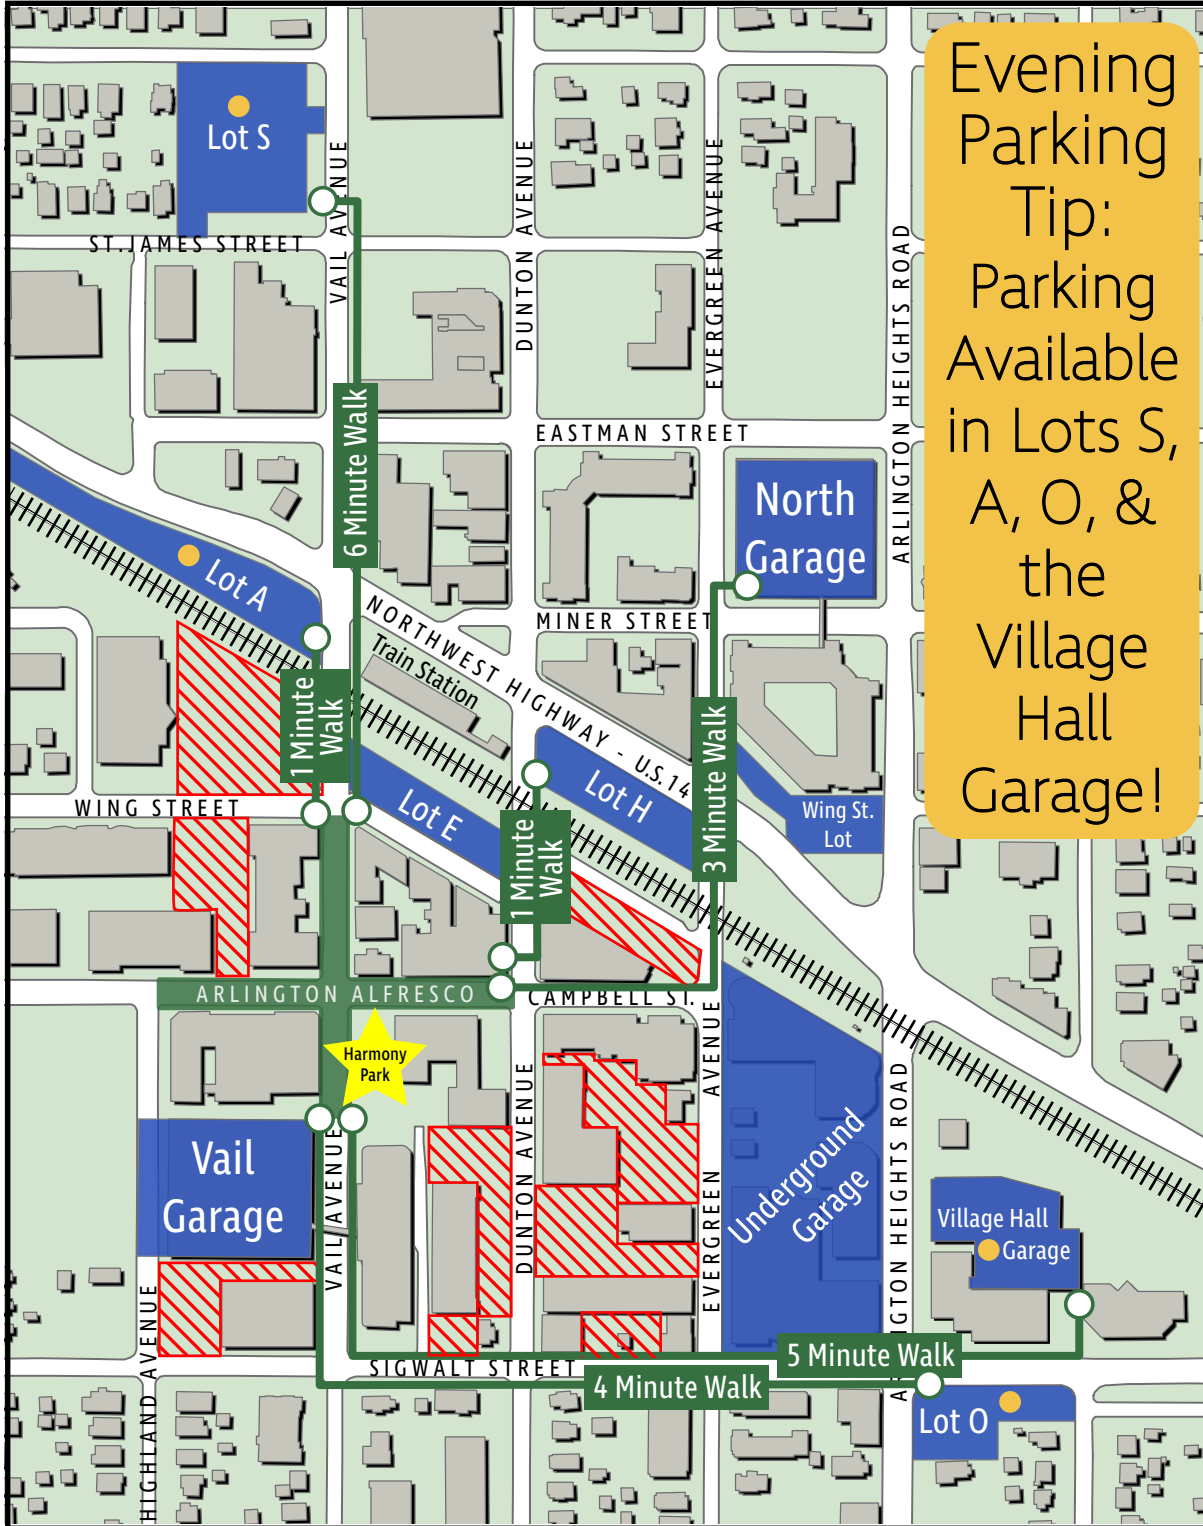 Evening
Parking
Tip:
Parking
Available
in Lots S,
A, O, &
the
Village
Hall
Garage!
Lot S
ST. JAMES STREET
VAIL AVENUE
DUNTON AVENUE
EVERGREEN AVENUE
ARLINGTON HEIGHTS ROAD
6 Minute Walk
EASTMAN STREET
North
Garage
Lot A
MINER STREET
NORTHWEST HIGHWAY - U.S.14
Train Station
1 Minute
Walk
Lot H
3 Minute Walk
Wing St.
Lot
WING STREET
Lot E
1 Minute
Walk
ARLINGTON ALFRESCO
CAMPBELL ST.
Harmony
Park
Vail
Garage
VAIL AVENUE
DUNTON AVENUE
EVERGREEN AVENUE
Underground
Garage
ARLINGTON HEIGHTS ROAD
Village Hall
Garage
HIGHLAND AVENUE
SIGWALT STREET
5 Minute Walk
4 Minute Walk
Lot O